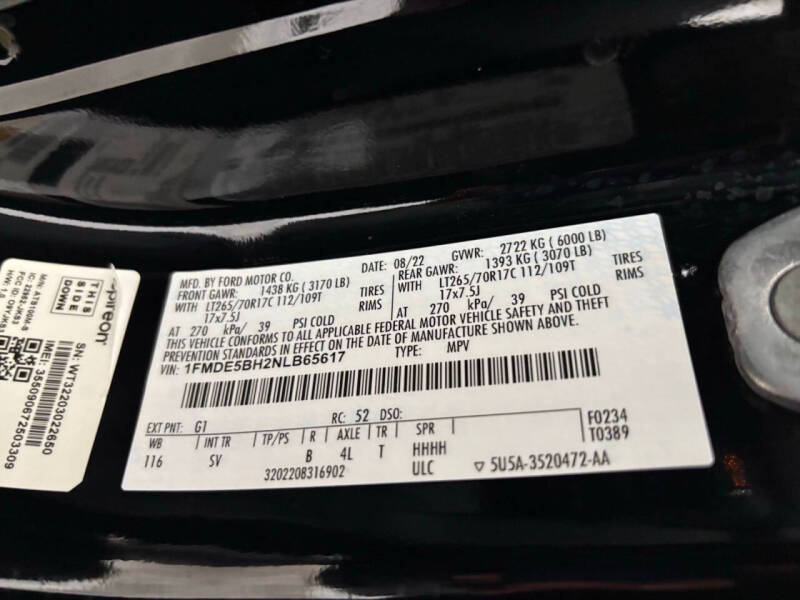 MFD. BY FORD MOTOR CO.
DATE: 08/22 GVWR: 2722 KG ( 6000 LB)
FRONT GAWR: 1438 KG ( 3170 LB)
REAR GAWR: 1393 KG ( 3070 LB)
WITH LT265/70R17C 112/109T TIRES
WITH LT265/70R17C 112/109T TIRES
17x7.5J RIMS
17x7.5J RIMS
AT 270 kPa/ 39 PSI COLD
AT 270 kPa/ 39 PSI COLD
THIS VEHICLE CONFORMS TO ALL APPLICABLE FEDERAL MOTOR VEHICLE SAFETY AND THEFT
PREVENTION STANDARDS IN EFFECT ON THE DATE OF MANUFACTURE SHOWN ABOVE.
VIN: 1FMDE5BH2NLB65617 TYPE: MPV
EXT PNT: G1 RC: 52 DSO: F0234
WB INT TR TP/PS R AXLE TR SPR T0389
116 SV B 4L T HHHH
3202208316902 ULC 5U5A-3520472-AA
THIS
SIDE
DOWN
SN: WT32203022650
IMEI: 355090672503309